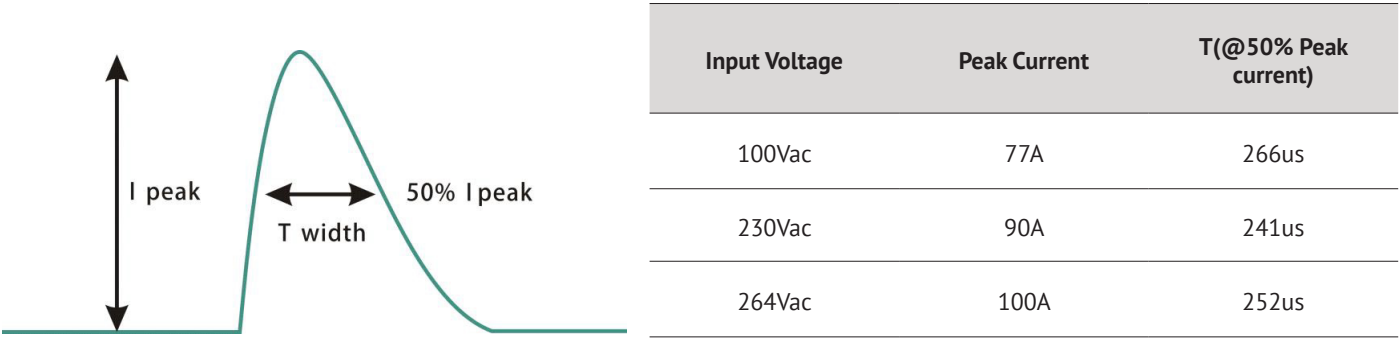 I peak
50% I peak
T width
Input Voltage
Peak Current
T(@50% Peak
current)
100Vac
77A
266us
230Vac
90A
241us
264Vac
100A
252us